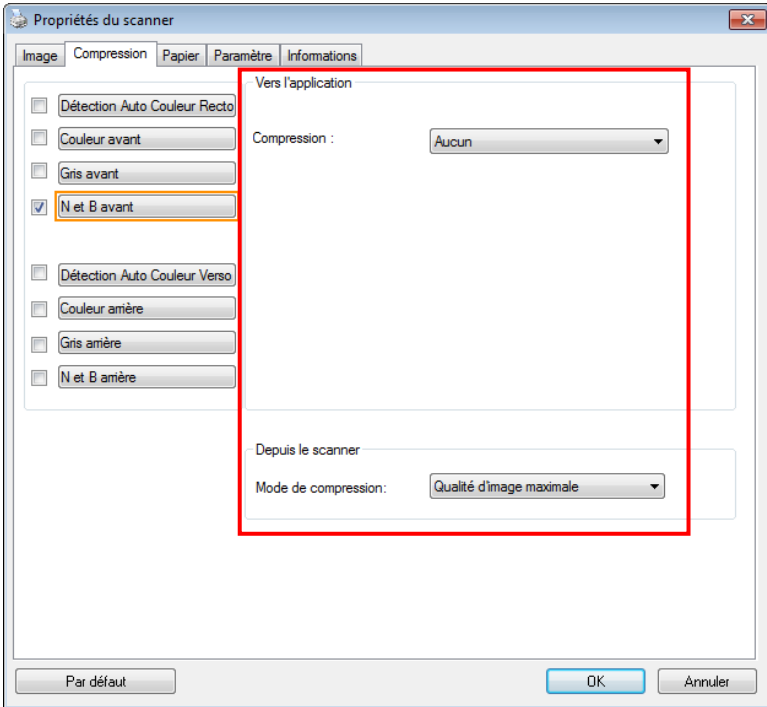 Propriétés du scanner
Image Compression Papier Paramètre Informations
Vers l'application
Détection Auto Couleur Recto
Couleur avant
Compression :
Aucun
Gris avant
N et B avant
Détection Auto Couleur Verso
Couleur arrière
Gris arrière
N et B arrière
Depuis le scanner
Mode de compression:
Qualité d'image maximale
Par défaut
OK
Annuler